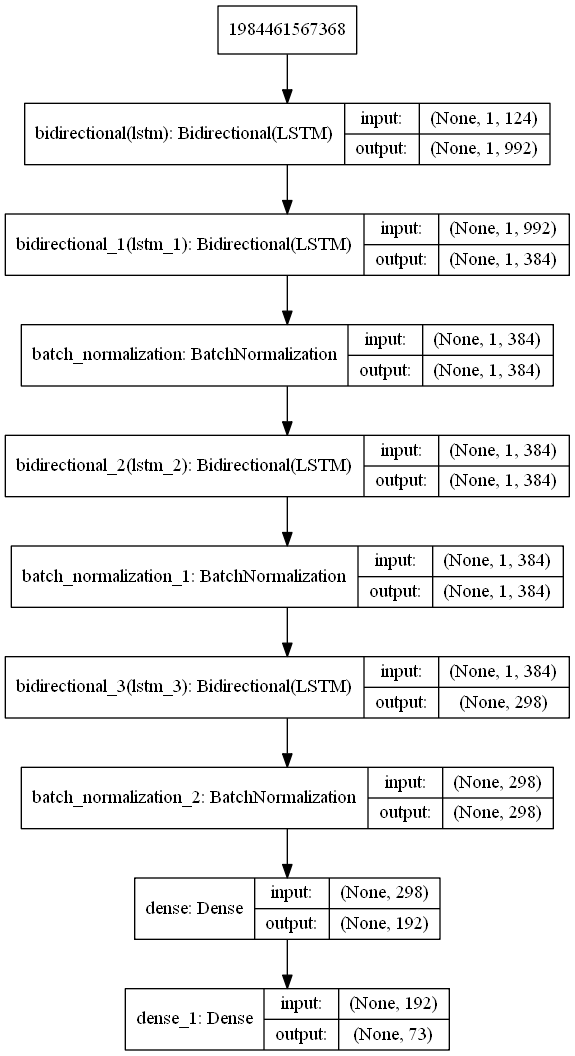 1984461567368
bidirectional(lstm): Bidirectional(LSTM)
input: (None, 1, 124)
output: (None, 1, 992)
bidirectional_1(lstm_1): Bidirectional(LSTM)
input: (None, 1, 992)
output: (None, 1, 384)
batch_normalization: BatchNormalization
input: (None, 1, 384)
output: (None, 1, 384)
bidirectional_2(lstm_2): Bidirectional(LSTM)
input: (None, 1, 384)
output: (None, 1, 384)
batch_normalization_1: BatchNormalization
input: (None, 1, 384)
output: (None, 1, 384)
bidirectional_3(lstm_3): Bidirectional(LSTM)
input: (None, 1, 384)
output: (None, 298)
batch_normalization_2: BatchNormalization
input: (None, 298)
output: (None, 298)
dense: Dense
input: (None, 298)
output: (None, 192)
dense_1: Dense
input: (None, 192)
output: (None, 73)